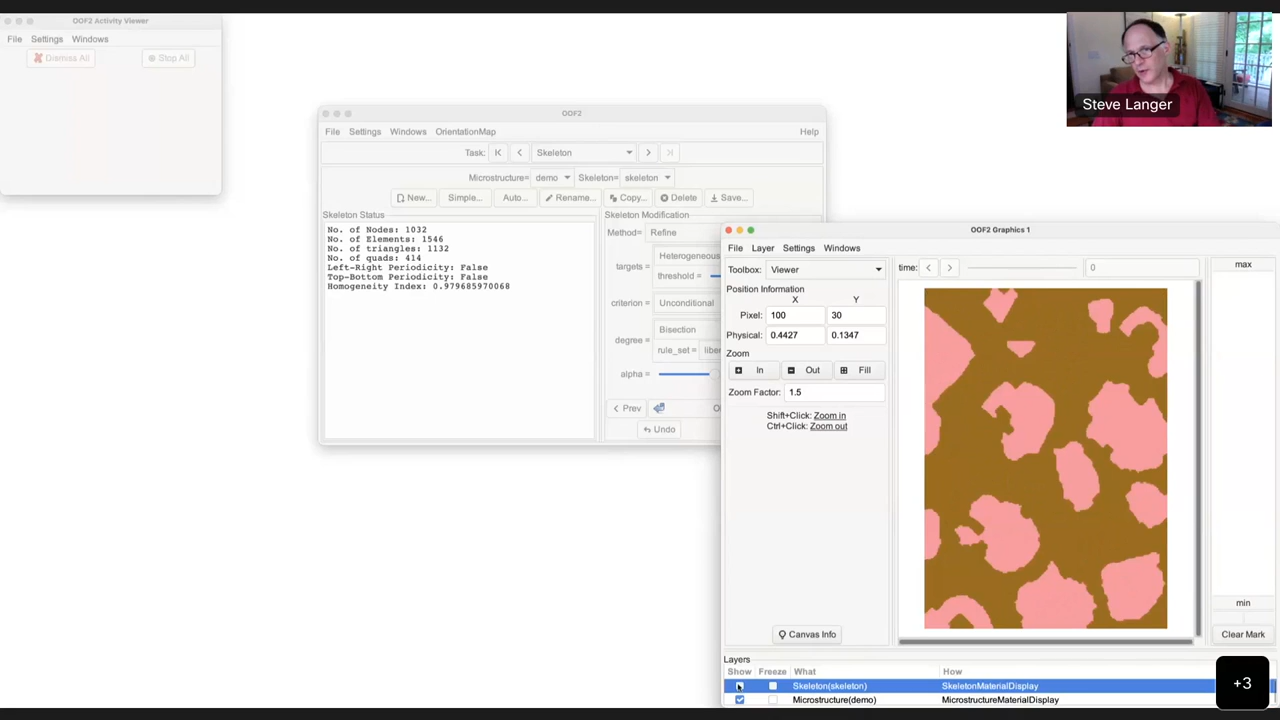 OOF2 Activity Viewer
File Settings Windows
Dismiss All Stop All
Steve Langer
OOF2
File Settings Windows OrientationMap Help
Task: Skeleton
Microstructure= demo Skeleton= skeleton
New... Simple... Auto... Rename... Copy... Delete Save...
Skeleton Status
No. of Nodes: 1032
No. of Elements: 1546
No. of triangles: 1132
No. of quads: 414
Left-Right Periodicity: False
Top-Bottom Periodicity: False
Homogeneity Index: 0.979685970068
Skeleton Modification
Method= Refine
targets = Heterogeneous
threshold =
criterion = Unconditional
degree = Bisection
rule_set = liber
alpha =
Prev O
Undo
OOF2 Graphics 1
File Layer Settings Windows
Toolbox: Viewer
Position Information
X Y
Pixel: 100 30
Physical: 0.4427 0.1347
Zoom
In Out Fill
Zoom Factor: 1.5
Shift+Click: Zoom in
Ctrl+Click: Zoom out
Canvas Info
time: 0
max
min
Clear Mark
Layers
Show Freeze What How
Skeleton(skeleton) SkeletonMaterialDisplay
Microstructure(demo) MicrostructureMaterialDisplay
+3